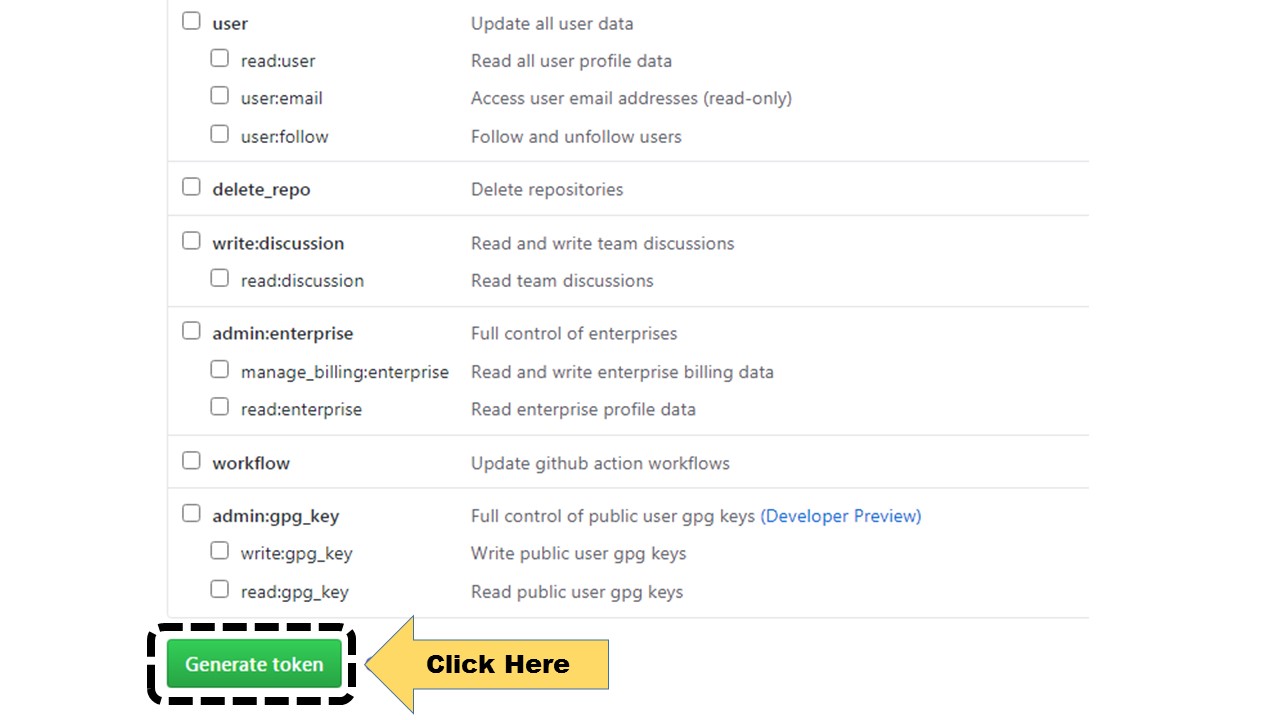 user Update all user data
read:user Read all user profile data
user:email Access user email addresses (read-only)
user:follow Follow and unfollow users
delete_repo Delete repositories
write:discussion Read and write team discussions
read:discussion Read team discussions
admin:enterprise Full control of enterprises
manage_billing:enterprise Read and write enterprise billing data
read:enterprise Read enterprise profile data
workflow Update github action workflows
admin:gpg_key Full control of public user gpg keys (Developer Preview)
write:gpg_key Write public user gpg keys
read:gpg_key Read public user gpg keys
Generate token Click Here